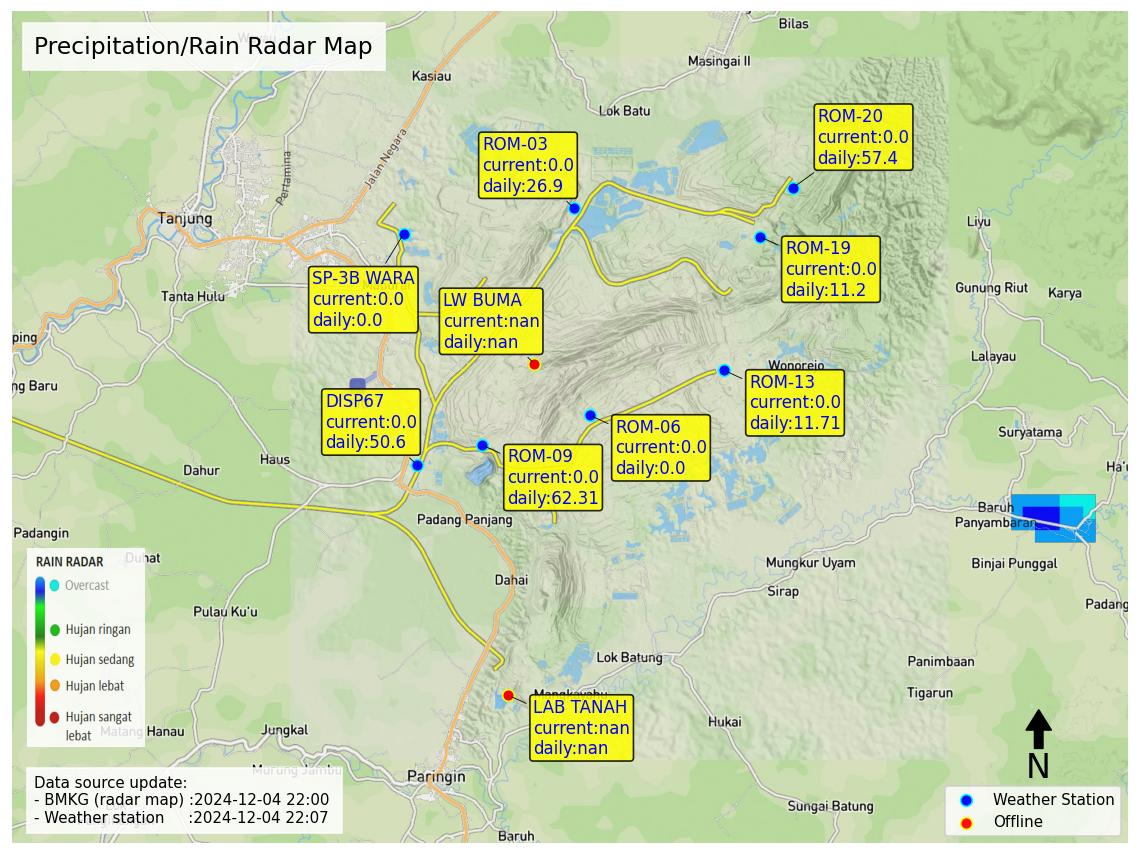 Precipitation/Rain Radar Map
Bilas
Masingai II
Kasiau
Lok Batu
Jalan Negara
Pertamina
Tanjung
Tanta Hulu
ROM-03
current:0.0
daily:26.9
ROM-20
current:0.0
daily:57.4
ROM-19
current:0.0
daily:11.2
SP-3B WARA
current:0.0
daily:0.0
LW BUMA
current:nan
daily:nan
Liyu
Gunung Riut
Karya
Lalayau
ping
ng Baru
Wonorejo
ROM-13
current:0.0
daily:11.71
DISP67
current:0.0
daily:50.6
ROM-06
current:0.0
daily:0.0
ROM-09
current:0.0
daily:62.31
Suryatama
Ha'u
Haus
Dahur
Padang Panjang
Baruh
Panyambaran
Padangin
Duhat
Binjai Punggal
Mungkur Uyam
Sirap
Dahai
Padang
Pulau Ku'u
RAIN RADAR
Overcast
Hujan ringan
Hujan sedang
Hujan lebat
Hujan sangat
lebat
Lok Batung
Panimbaan
Tigarun
Mangkayahu
LAB TANAH
current:nan
daily:nan
Hukai
Matang Hanau
Jungkal
Murung Jambu
Paringin
Sungai Batung
Baruh
Data source update:
- BMKG (radar map) :2024-12-04 22:00
- Weather station :2024-12-04 22:07
N
Weather Station
Offline